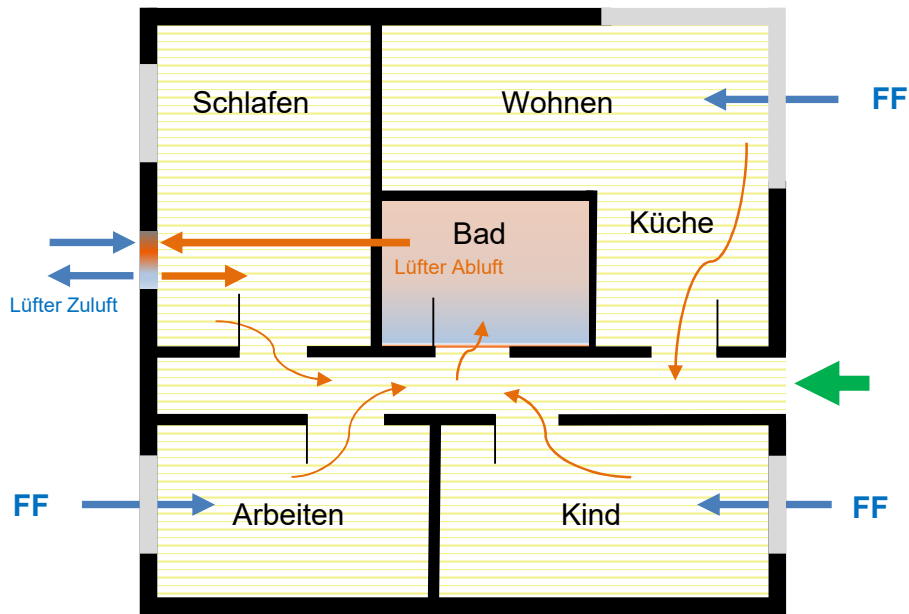 Schlafen
Wohnen
FF
Bad
Küche
Lüfter Abluft
Lüfter Zuluft
FF
Arbeiten
Kind
FF